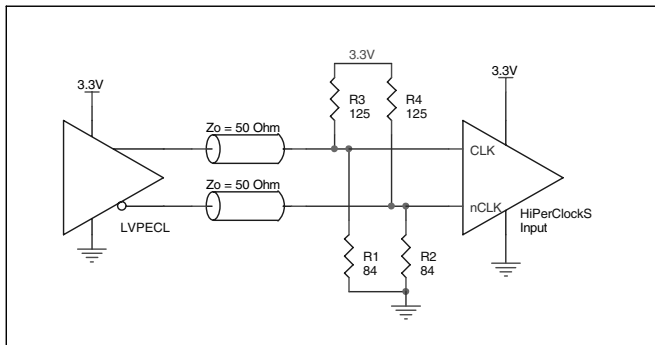 3.3V
3.3V
3.3V
R3
125
R4
125
Zo = 50 Ohm
CLK
Zo = 50 Ohm
nCLK
HiPerClockS
Input
LVPECL
R1
84
R2
84